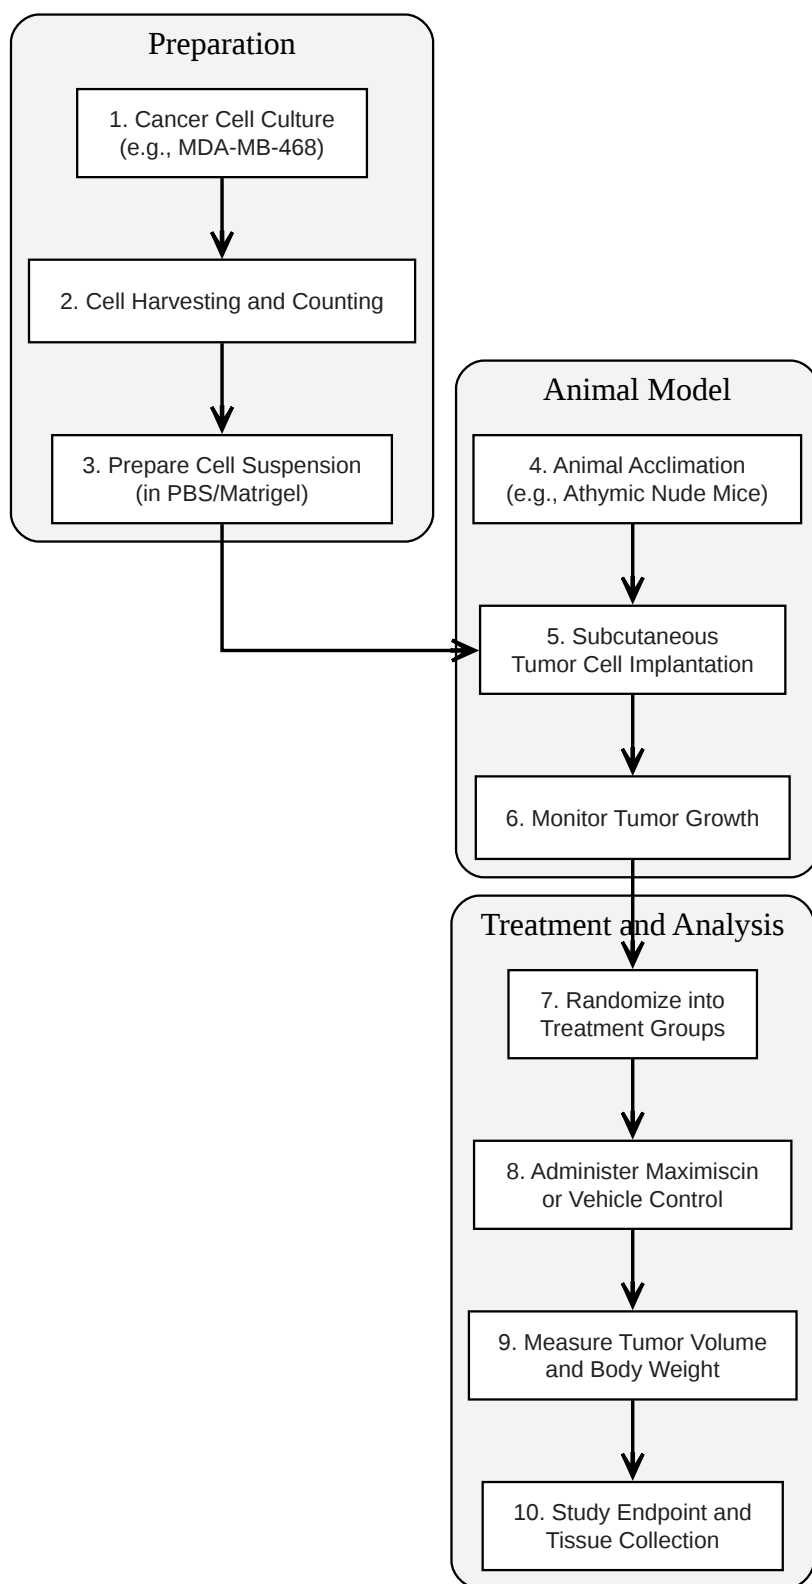 Preparation
1. Cancer Cell Culture
(e.g., MDA-MB-468)
2. Cell Harvesting and Counting
3. Prepare Cell Suspension
(in PBS/Matrigel)
Animal Model
4. Animal Acclimation
(e.g., Athymic Nude Mice)
5. Subcutaneous
Tumor Cell Implantation
6. Monitor Tumor Growth
Treatment and Analysis
7. Randomize into
Treatment Groups
8. Administer Maximiscin
or Vehicle Control
9. Measure Tumor Volume
and Body Weight
10. Study Endpoint and
Tissue Collection